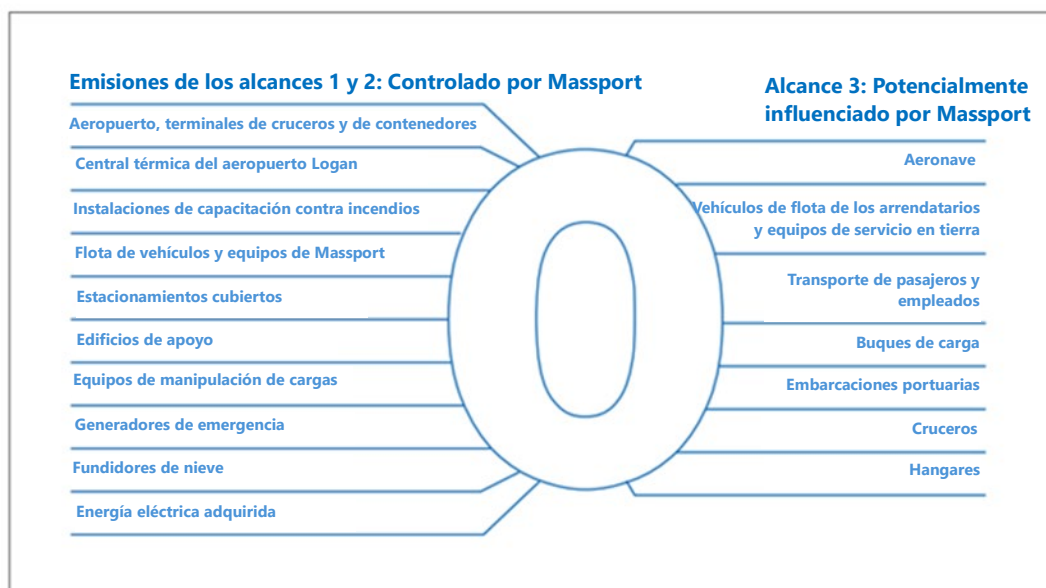 Emisiones de los alcances 1 y 2: Controlado por Massport
Aeropuerto, terminales de cruceros y de contenedores
Central térmica del aeropuerto Logan
Instalaciones de capacitación contra incendios
Flota de vehículos y equipos de Massport
Estacionamientos cubiertos
Edificios de apoyo
Equipos de manipulación de cargas
Generadores de emergencia
Fundidores de nieve
Energía eléctrica adquirida
0
Alcance 3: Potencialmente
influenciado por Massport
Aeronave
Vehículos de flota de los arrendatarios
y equipos de servicio en tierra
Transporte de pasajeros y
empleados
Buques de carga
Embarcaciones portuarias
Cruceros
Hangares